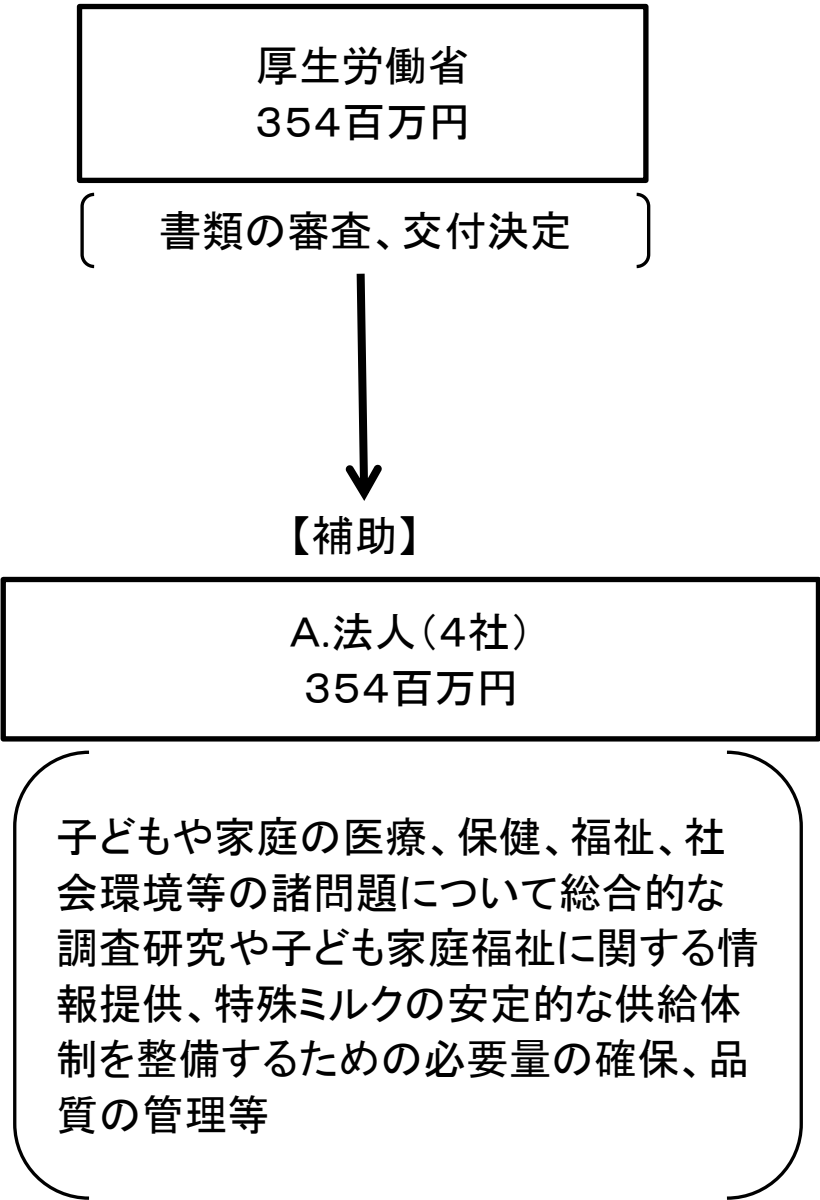 厚生労働省
354百万円
書類の審査、交付決定
【補助】
A.法人（4社）
354百万円
子どもや家庭の医療、保健、福祉、社
会環境等の諸問題について総合的な
調査研究や子ども家庭福祉に関する情
報提供、特殊ミルクの安定的な供給体
制を整備するための必要量の確保、品
質の管理等